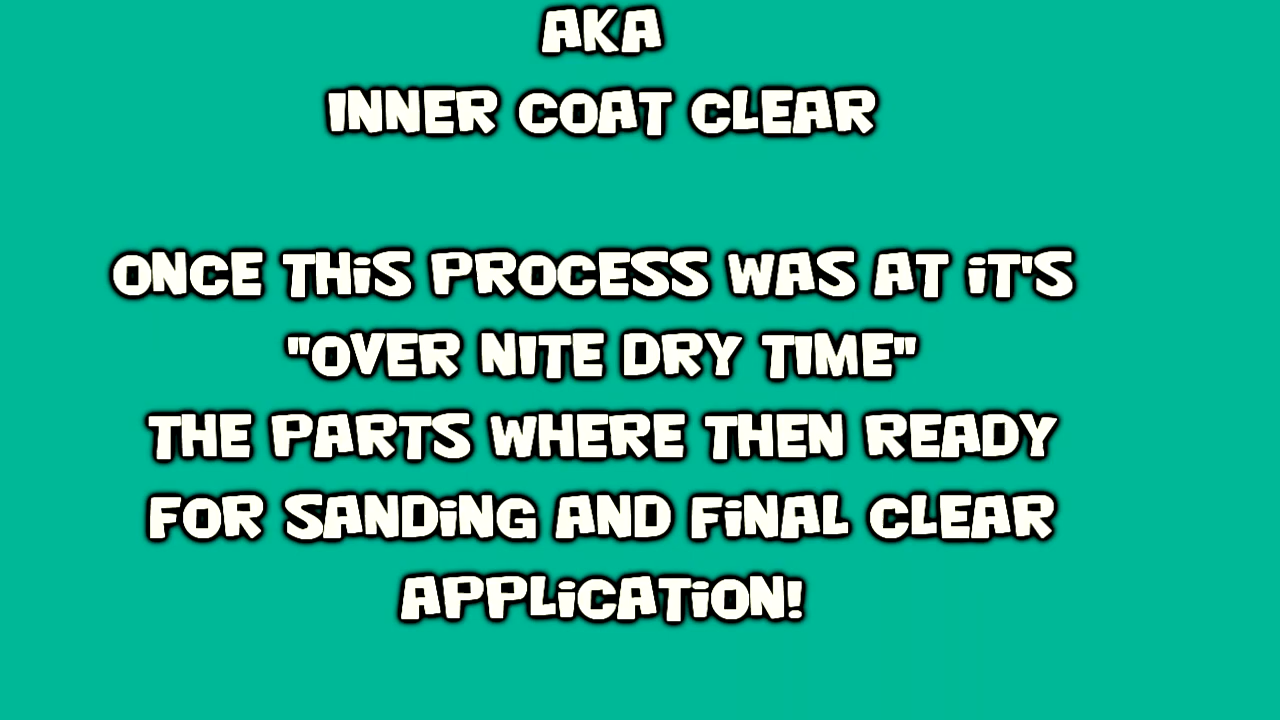 AKA
INNER COAT CLEAR
ONCE THiS PROCESS WAS AT iT'S
"OVER NITE DRY TIME"
THE PARTS WHERE THEN READY
FOR SANDiNG AND FiNAL CLEAR
APPLiCATiON!